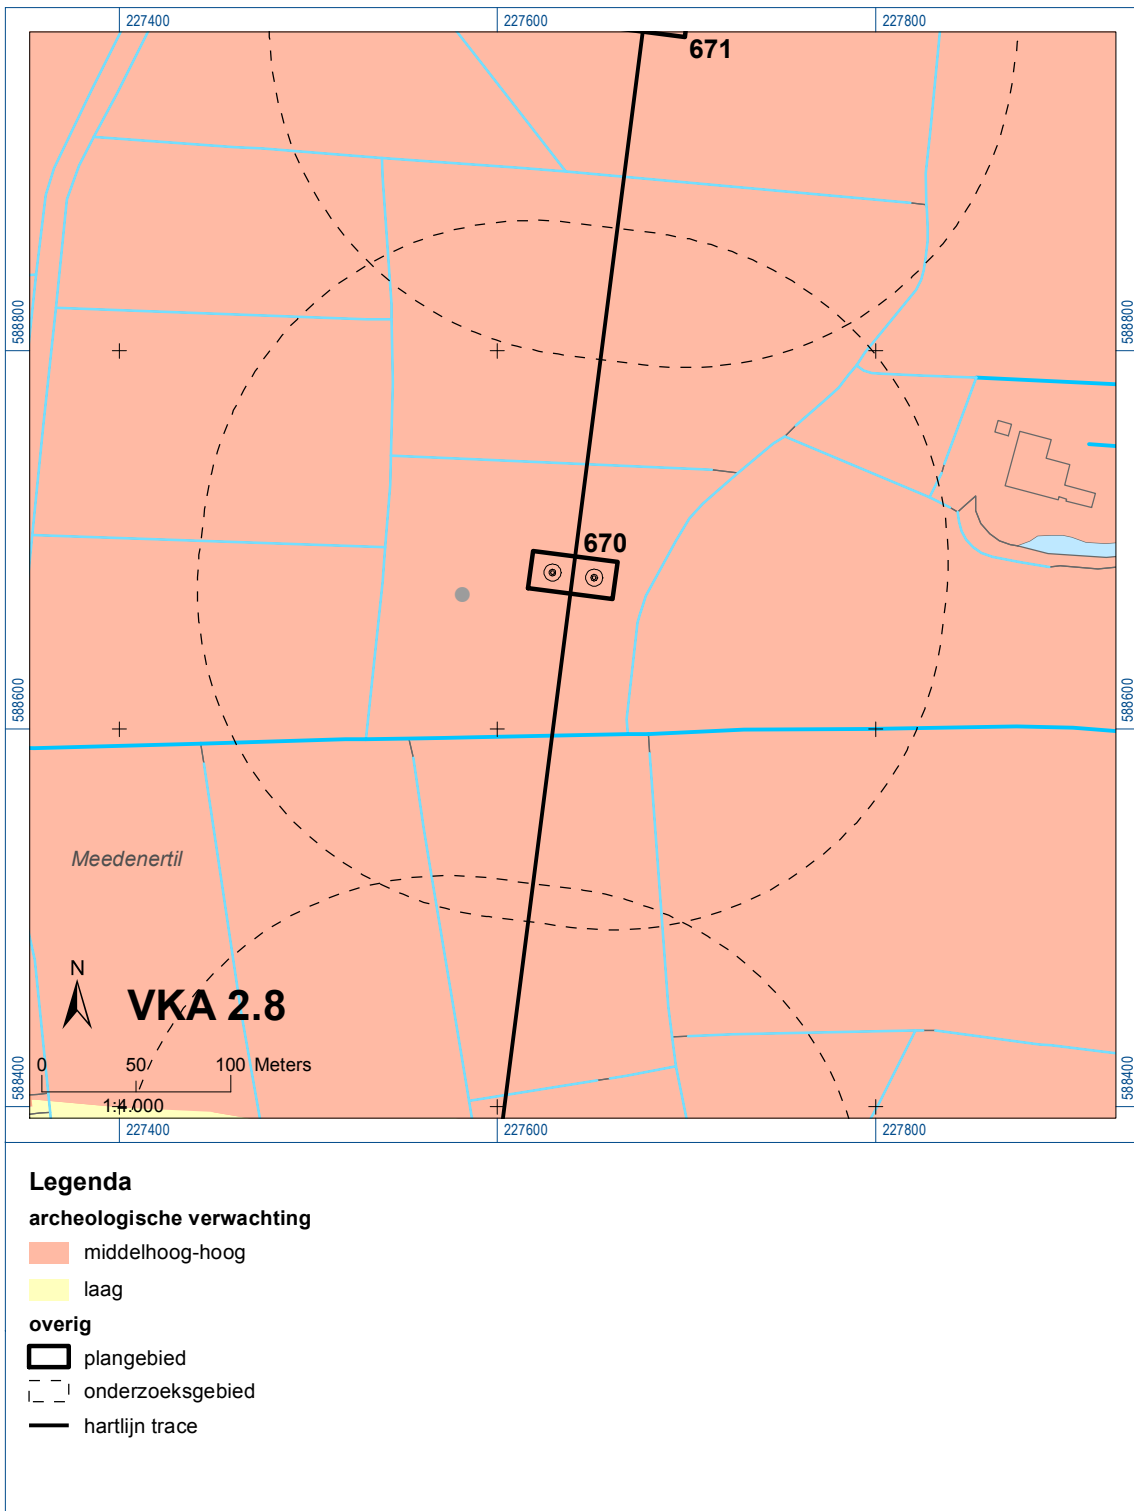 227400
227600
227800
671
588800
588800
670
588600
588600
Meedenertil
N
VKA 2.8
0
50
100 Meters
1:4.000
588400
588400
227400
227600
227800
Legenda
archeologische verwachting
middelhoog-hoog
laag
overig
plangebied
onderzoeksgebied
hartlijn trace